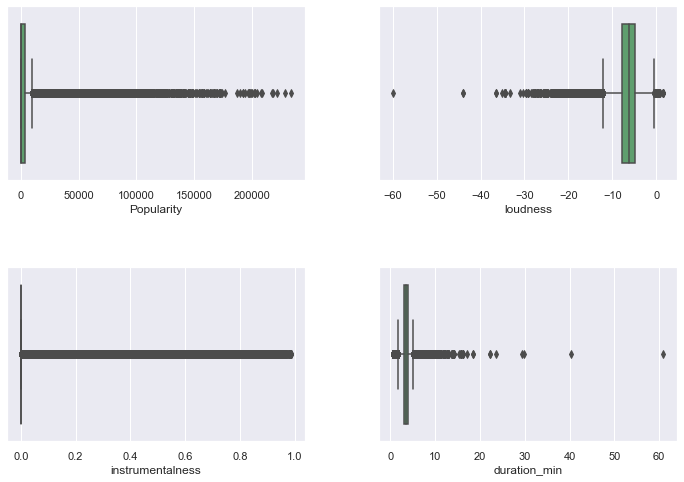 0 50000 100000 150000 200000
Popularity
−60 −50 −40 −30 −20 −10 0
loudness
0.0 0.2 0.4 0.6 0.8 1.0
instrumentalness
0 10 20 30 40 50 60
duration_min